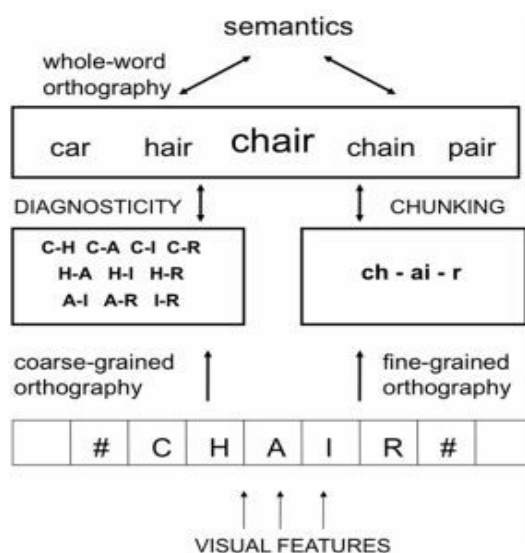 semantics
whole-word
orthography
car hair chair chain pair
DIAGNOSTICITY CHUNKING
C-H C-A C-I C-R
H-A H-I H-R
A-I A-R I-R
ch - ai - r
coarse-grained
orthography
fine-grained
orthography
# C H A I R #
VISUAL FEATURES